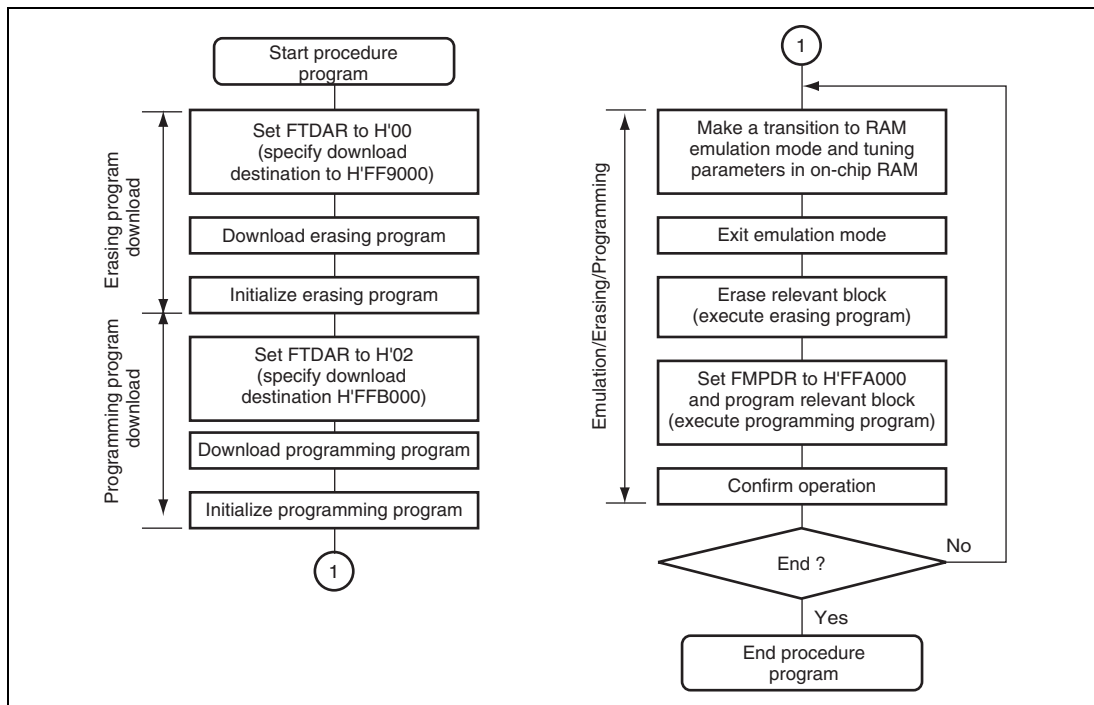 Start procedure
program
Erasing program
download
Set FTDAR to H'00
(specify download
destination to H'FF9000)
Download erasing program
Initialize erasing program
Programming program
download
Set FTDAR to H'02
(specify download
destination H'FFB000)
Download programming program
Initialize programming program
1
1
Emulation/Erasing/Programming
Make a transition to RAM
emulation mode and tuning
parameters in on-chip RAM
Exit emulation mode
Erase relevant block
(execute erasing program)
Set FMPDR to H'FFA000
and program relevant block
(execute programming program)
Confirm operation
End ?
No
Yes
End procedure
program